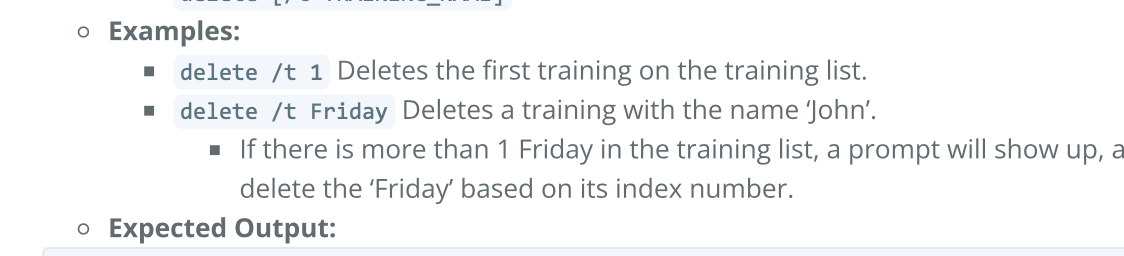 Examples:
delete /t 1 Deletes the first training on the training list.
delete /t Friday Deletes a training with the name ‘John’.
If there is more than 1 Friday in the training list, a prompt will show up, a
delete the ‘Friday’ based on its index number.
Expected Output: